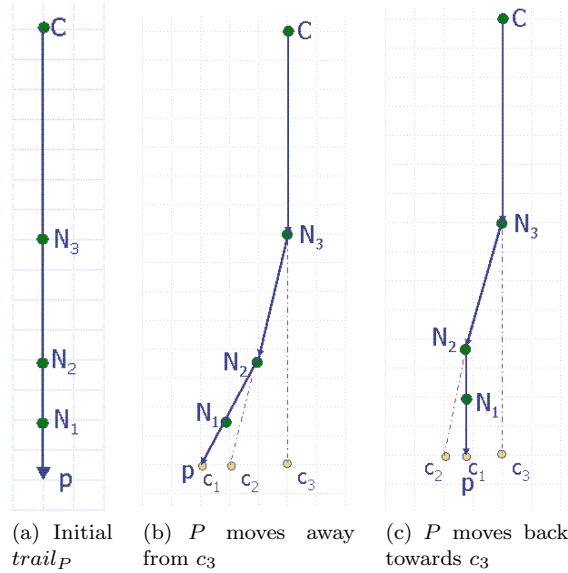 C
N3
N2
N1
p
(a) Initial
trailP
C
N3
N2
N1
p
c1
c2
c3
(b) P moves away
from c3
C
N3
N2
N1
c2
c1
c3
p
(c) P moves back
towards c3